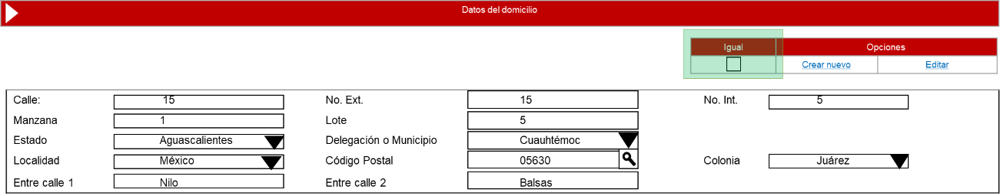 Datos del domicilio
Igual Opciones
Crear nuevo Editar
Calle: 15 No. Ext. 15 No. Int. 5
Manzana 1 Lote 5
Estado Aguascalientes Delegación o Municipio Cuauhtémoc
Localidad México Código Postal 05630 Colonia Juárez
Entre calle 1 Nilo Entre calle 2 Balsas